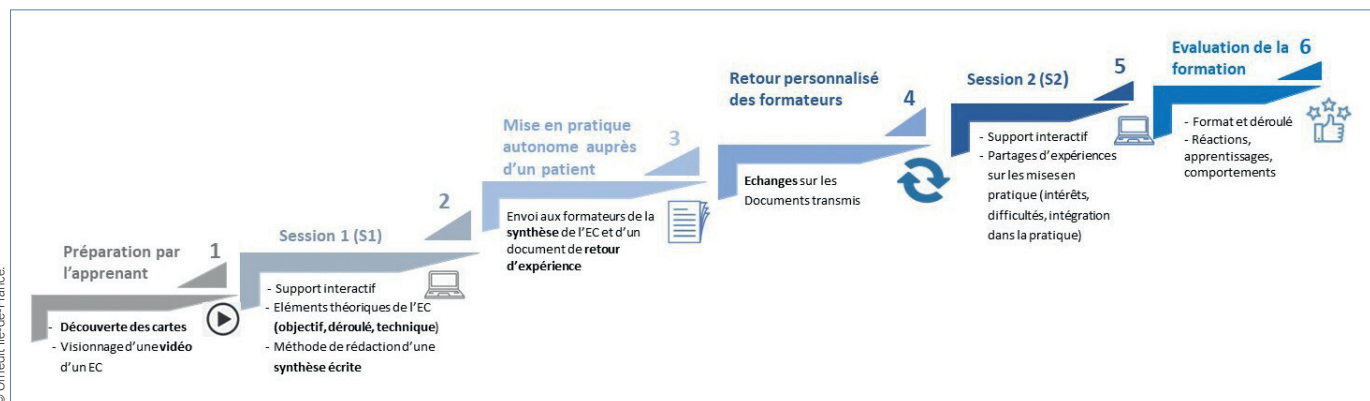 Préparation par
l'apprenant
1
- Découverte des cartes
- Visionnage d'une vidéo
d'un EC
Session 1 (S1)
2
- Support interactif
- Eléments théoriques de l'EC
(objectif, déroulé, technique)
- Méthode de rédaction d'une
synthèse écrite
Mise en pratique
autonome auprès
d'un patient
3
Envoi aux formateurs de la
synthèse de l'EC et d'un
document de retour
d'expérience
Retour personnalisé
des formateurs
4
Echanges sur les
Documents transmis
Session 2 (S2)
5
- Support interactif
- Partages d'expériences
sur les mises en
pratique (intérêts,
difficultés, intégration
dans la pratique)
Evaluation de la
formation
6
- Format et déroulé
- Réactions,
apprentissages,
comportements
© Omédit Île-de-France.